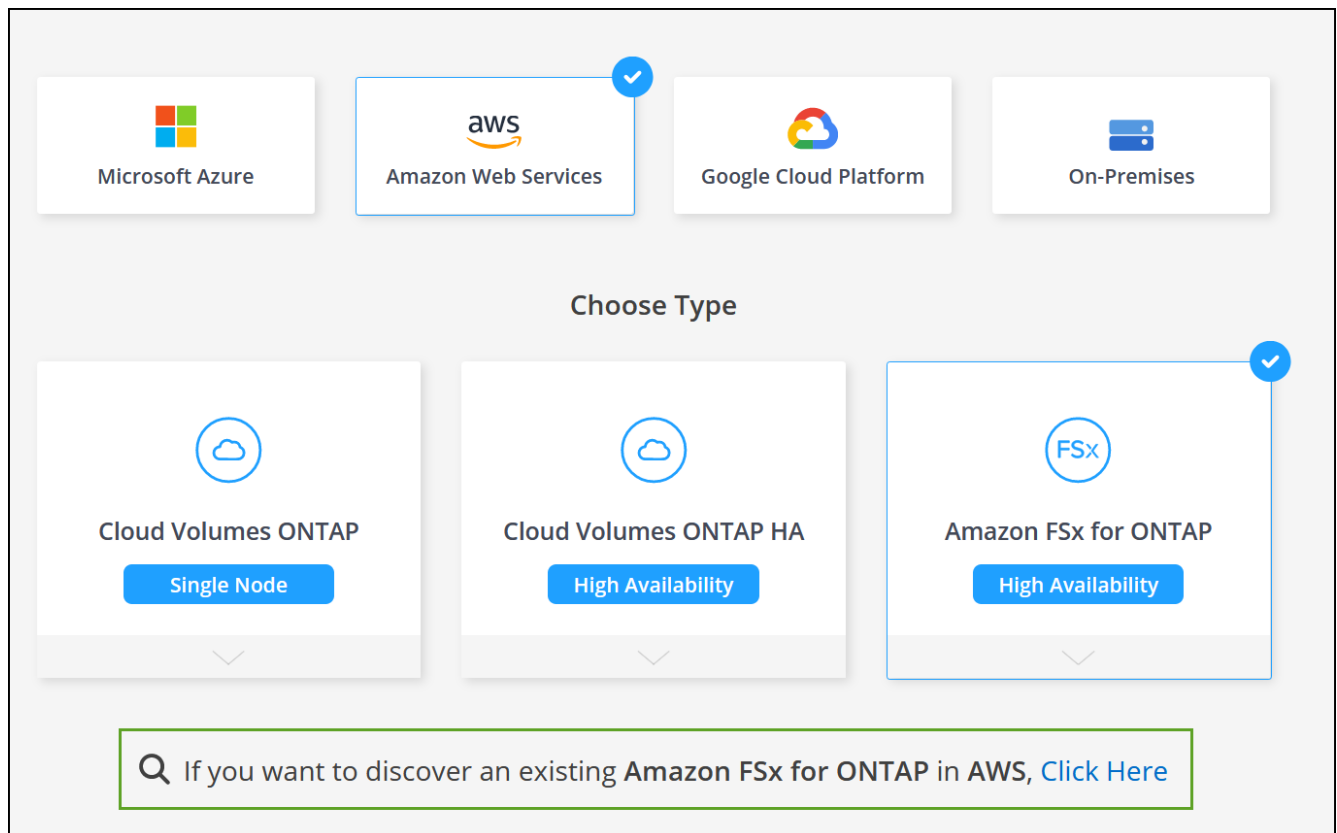 aws
Microsoft Azure
Amazon Web Services
Google Cloud Platform
On-Premises
Choose Type
FSx
Cloud Volumes ONTAP
Single Node
Cloud Volumes ONTAP HA
High Availability
Amazon FSx for ONTAP
High Availability
If you want to discover an existing Amazon FSx for ONTAP in AWS, Click Here